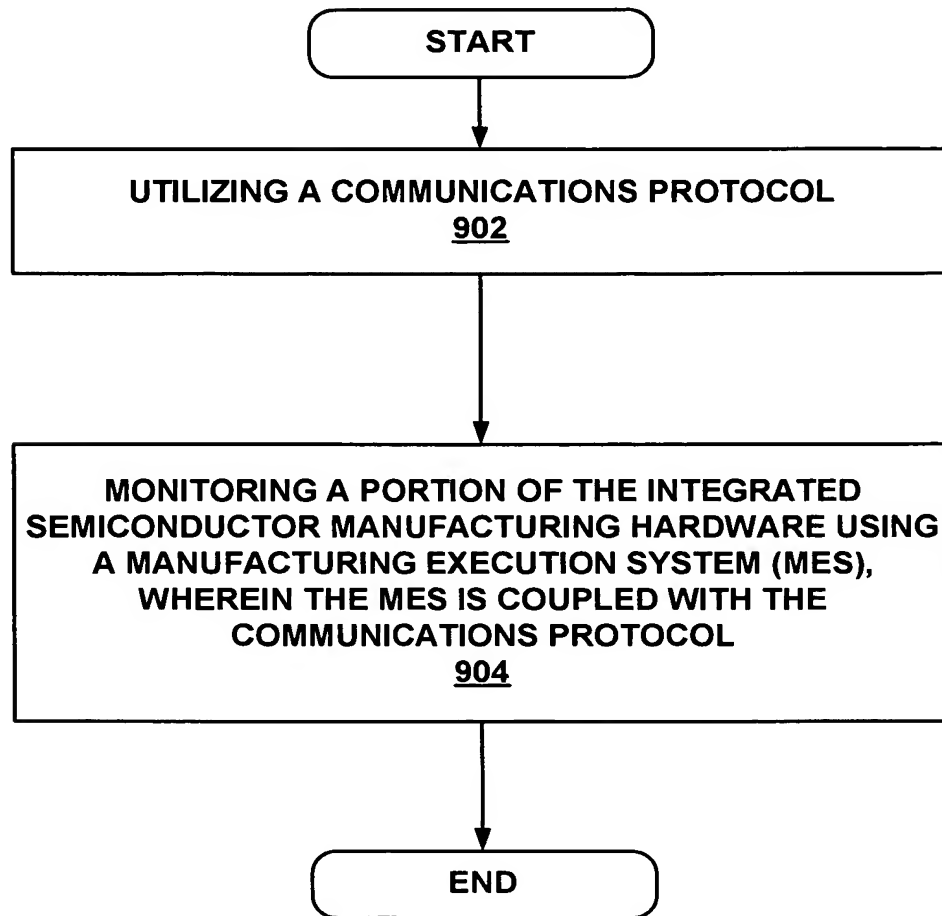 START
UTILIZING A COMMUNICATIONS PROTOCOL
902
MONITORING A PORTION OF THE INTEGRATED
SEMICONDUCTOR MANUFACTURING HARDWARE USING
A MANUFACTURING EXECUTION SYSTEM (MES),
WHEREIN THE MES IS COUPLED WITH THE
COMMUNICATIONS PROTOCOL
904
END